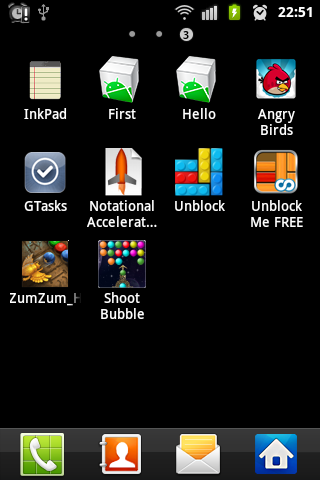 22:51
3
InkPad
First
Hello
Angry
Birds
GTasks
Notational
Accelerat...
Unblock
Unblock
Me FREE
ZumZum_H
Shoot
Bubble